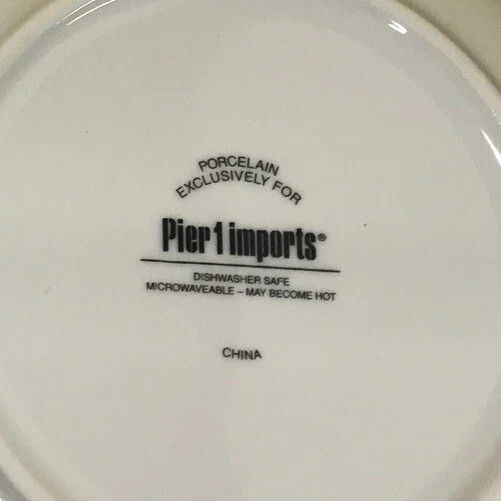 PORCELAIN
EXCLUSIVELY FOR
Pier 1 imports®
DISHWASHER SAFE
MICROWAVEABLE – MAY BECOME HOT
CHINA